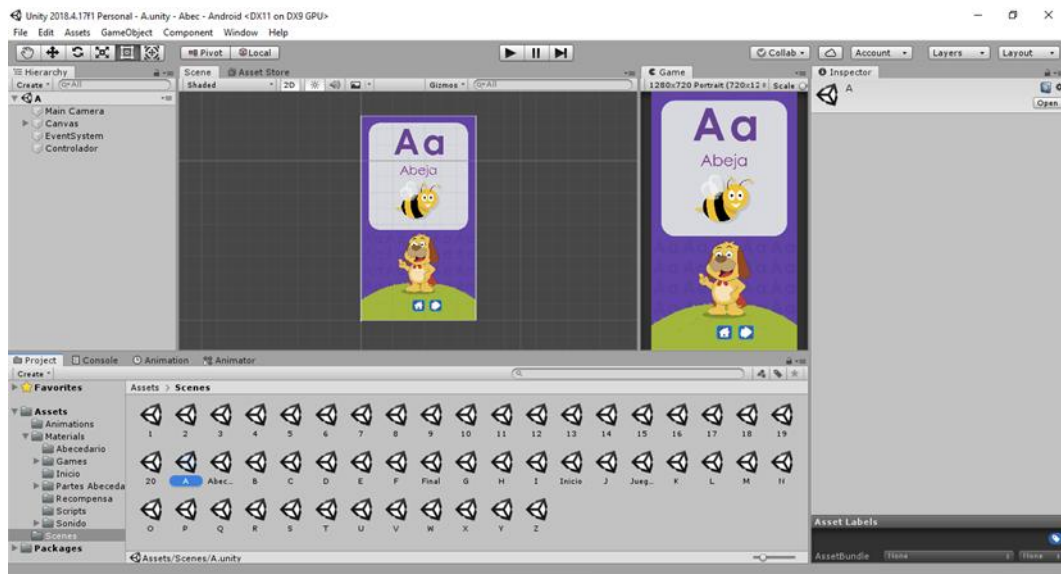 Unity 2018.4.17f1 Personal - A.unity - Abec - Android <DX11 on DX9 GPU>
File Edit Assets GameObject Component Window Help
Pivot Local Collab Account Layers Layout
Hierarchy Scene Asset Store Game Inspector
Create All Shaded 2D Gizmos All 1280x720 Portrait (720x12 Scale
A A
Open
Main Camera
Canvas
EventSystem
Controlador
Aa
Abeja
Aa
Abeja
Project Console Animation Animator
Create
Favorites
Assets > Scenes
Assets
Animations
Materials
Abecedario
Games
Inicio
Partes Abeceda
Recompensa
Scripts
Sonido
Scenes
Packages
1 2 3 4 5 6 7 8 9 10 11 12 13 14 15 16 17 18 19
20 A Abec... B C D E F Final G H I Inicio J Jueg... K L M N
O P Q R S T U V W X Y Z
Assets/Scenes/A.unity
Asset Labels
AssetBundle None None